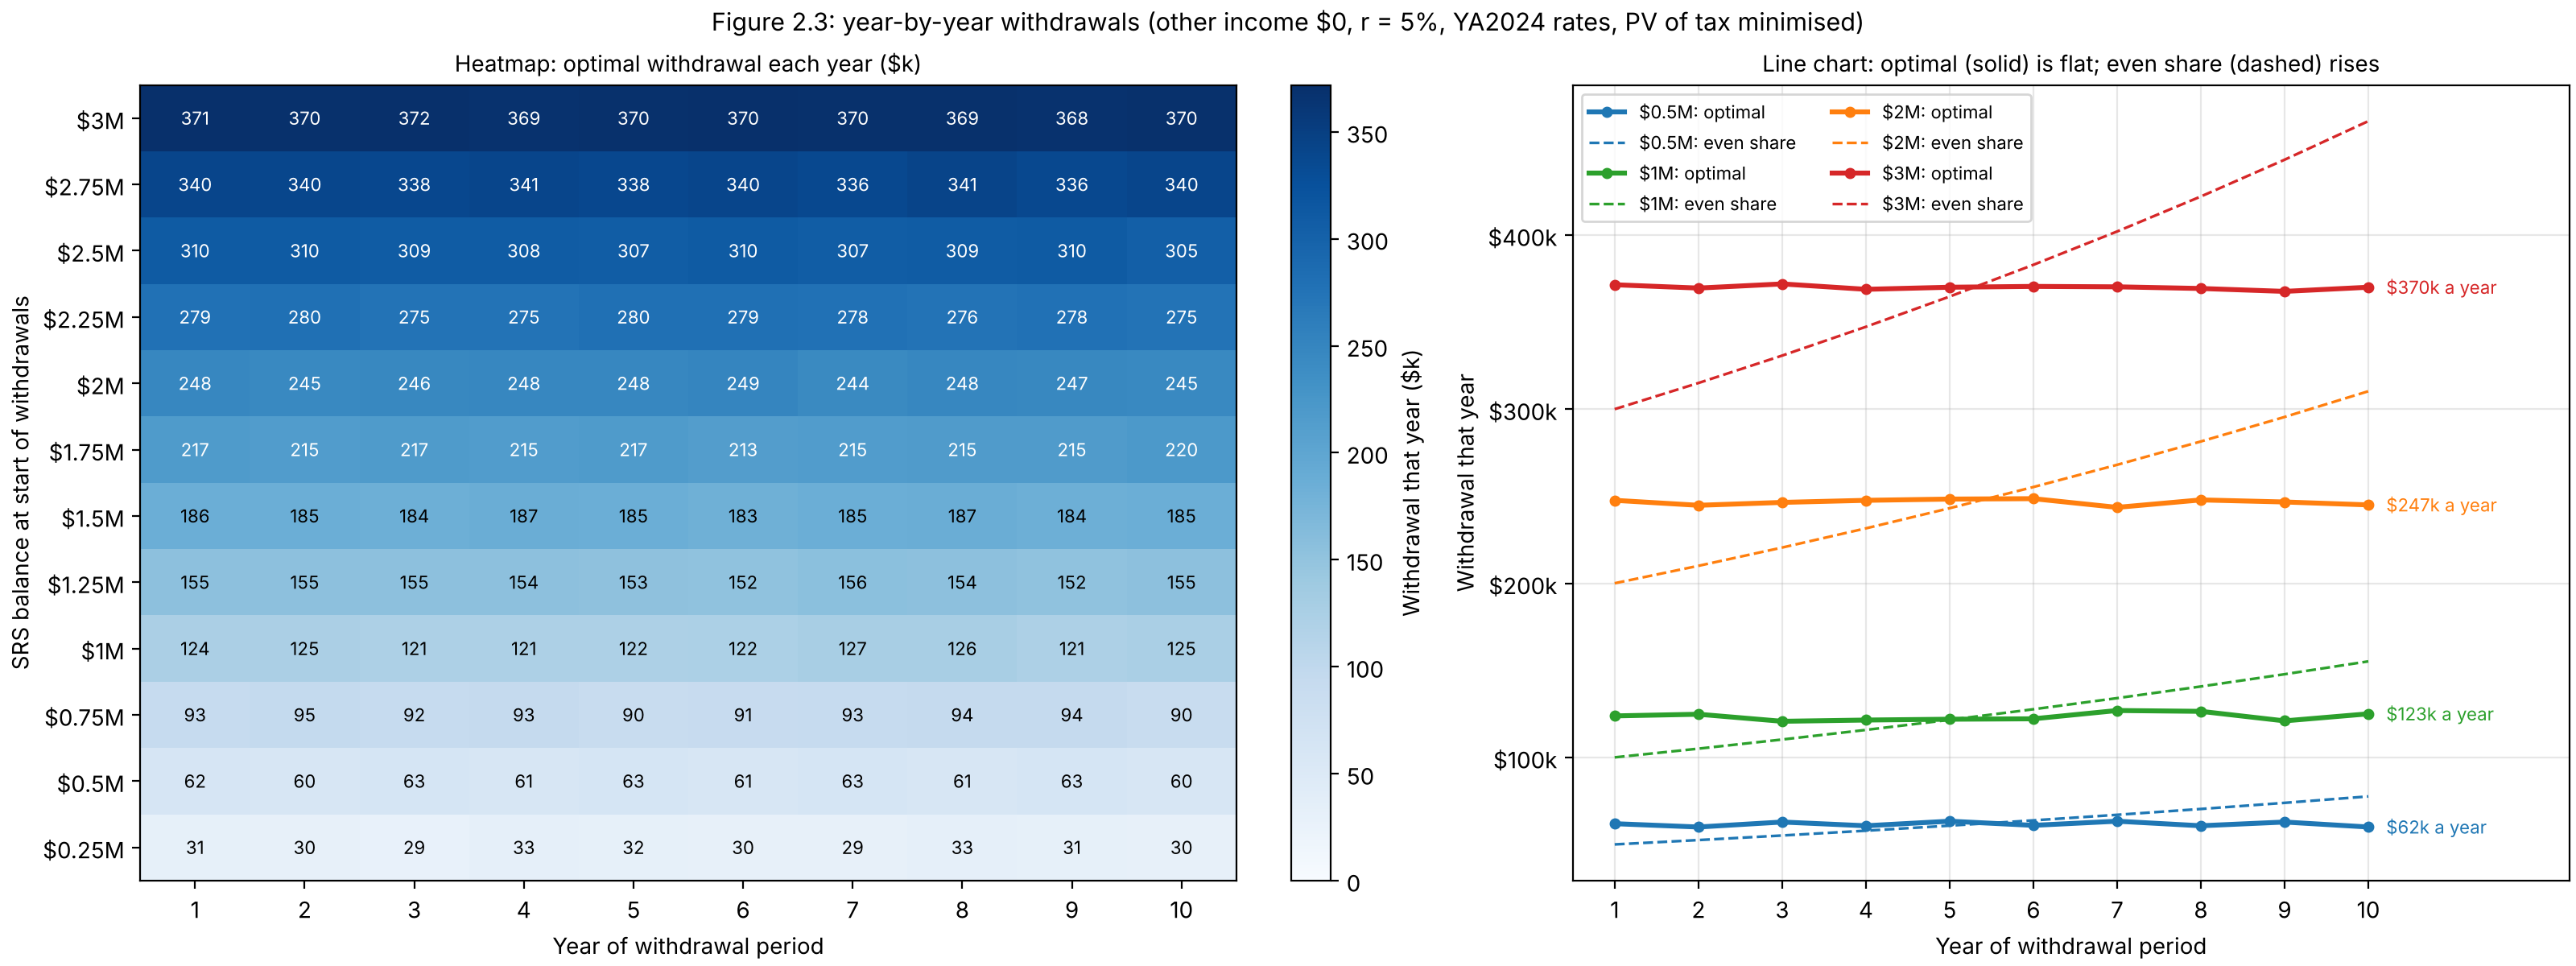 Figure 2.3: year-by-year withdrawals (other income $0, r = 5%, YA2024 rates, PV of tax minimised)
Heatmap: optimal withdrawal each year ($k)
SRS balance at start of withdrawals
$3M 371 370 372 369 370 370 370 369 368 370
$2.75M 340 340 338 341 338 340 336 341 336 340
$2.5M 310 310 309 308 307 310 307 309 310 305
$2.25M 279 280 275 275 280 279 278 276 278 275
$2M 248 245 246 248 248 249 244 248 247 245
$1.75M 217 215 217 215 217 213 215 215 215 220
$1.5M 186 185 184 187 185 183 185 187 184 185
$1.25M 155 155 155 154 153 152 156 154 152 155
$1M 124 125 121 121 122 122 127 126 121 125
$0.75M 93 95 92 93 90 91 93 94 94 90
$0.5M 62 60 63 61 63 61 63 61 63 60
$0.25M 31 30 29 33 32 30 29 33 31 30
1 2 3 4 5 6 7 8 9 10
Year of withdrawal period
350
300
250
200
150
100
50
0
Withdrawal that year ($k)
Line chart: optimal (solid) is flat; even share (dashed) rises
$0.5M: optimal
$0.5M: even share
$1M: optimal
$1M: even share
$2M: optimal
$2M: even share
$3M: optimal
$3M: even share
Withdrawal that year
$400k
$300k
$200k
$100k
$370k a year
$247k a year
$123k a year
$62k a year
1 2 3 4 5 6 7 8 9 10
Year of withdrawal period